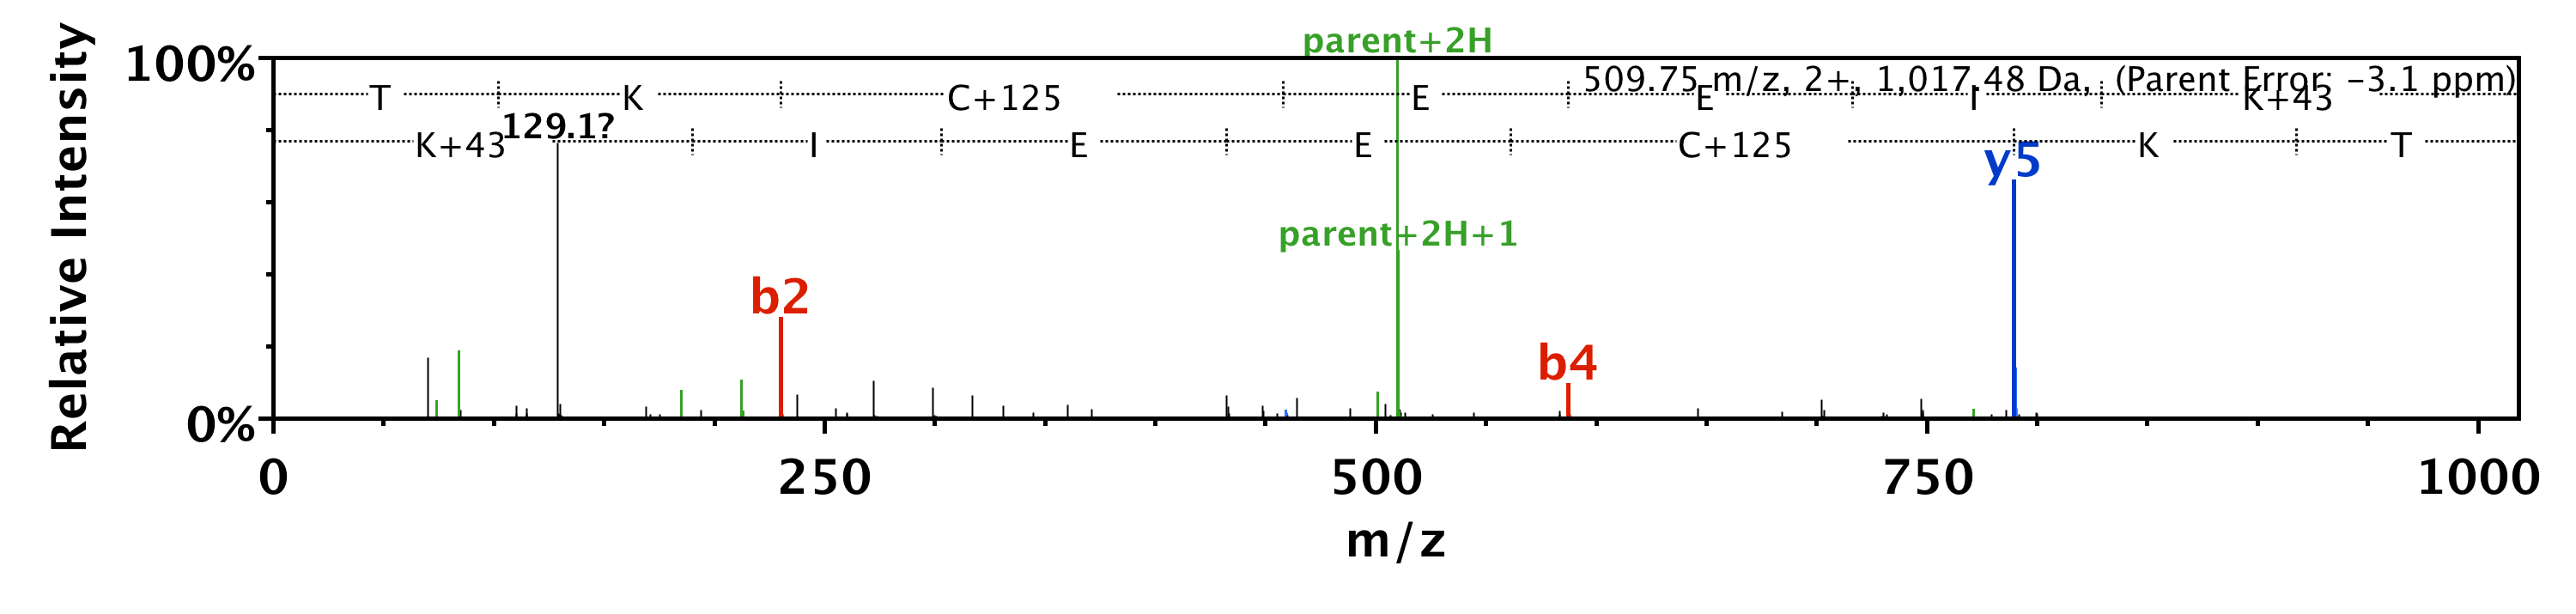 parent+2H
100%
509.75 m/z, 2+, 1,017.48 Da, (Parent Error: −3.1 ppm)
T K C+125 E E I K+43
129.1?
K+43 I E E C+125 K T
y5
parent+2H+1
b2
b4
0%
0 250 500 750 1000
m/z
Relative Intensity